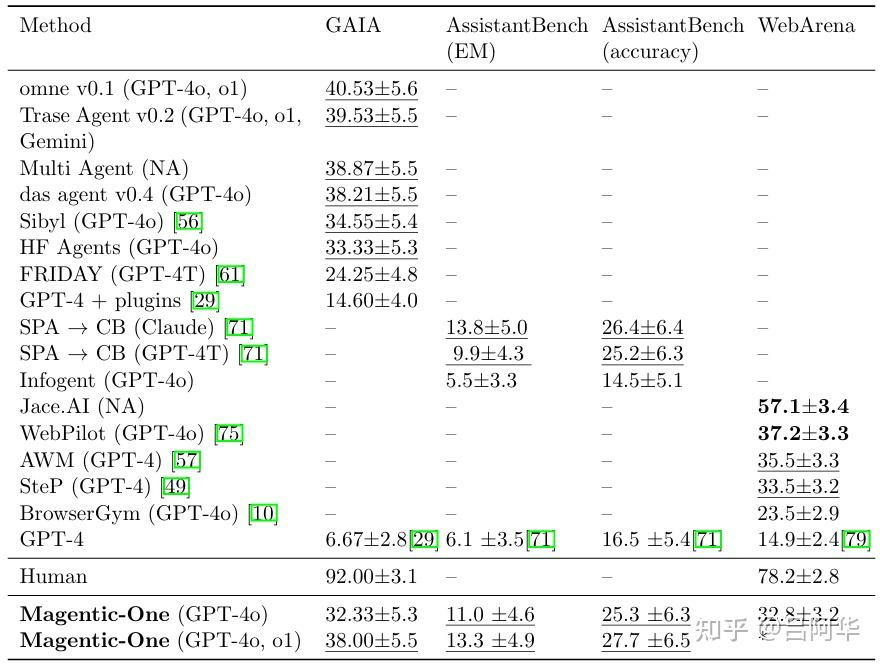 Method GAIA AssistantBench AssistantBench WebArena
(EM) (accuracy)
omne v0.1 (GPT-4o, o1) 40.53±5.6 – – –
Trase Agent v0.2 (GPT-4o, o1, 39.53±5.5 – – –
Gemini)
Multi Agent (NA) 38.87±5.5 – – –
das agent v0.4 (GPT-4o) 38.21±5.5 – – –
Sibyl (GPT-4o) [56] 34.55±5.4 – – –
HF Agents (GPT-4o) 33.33±5.3 – – –
FRIDAY (GPT-4T) [61] 24.25±4.8 – – –
GPT-4 + plugins [29] 14.60±4.0 – – –
SPA → CB (Claude) [71] – 13.8±5.0 26.4±6.4 –
SPA → CB (GPT-4T) [71] – 9.9±4.3 25.2±6.3 –
Infogent (GPT-4o) – 5.5±3.3 14.5±5.1 –
Jace.AI (NA) – – – 57.1±3.4
WebPilot (GPT-4o) [75] – – – 37.2±3.3
AWM (GPT-4) [57] – – – 35.5±3.3
SteP (GPT-4) [49] – – – 33.5±3.2
BrowserGym (GPT-4o) [10] – – – 23.5±2.9
GPT-4 6.67±2.8[29] 6.1 ±3.5[71] 16.5 ±5.4[71] 14.9±2.4[79]
Human 92.00±3.1 – – 78.2±2.8
Magentic-One (GPT-4o) 32.33±5.3 11.0 ±4.6 25.3 ±6.3 32.8±3.2
Magentic-One (GPT-4o, o1) 38.00±5.5 13.3 ±4.9 27.7 ±6.5 *
知乎 @吕阿华